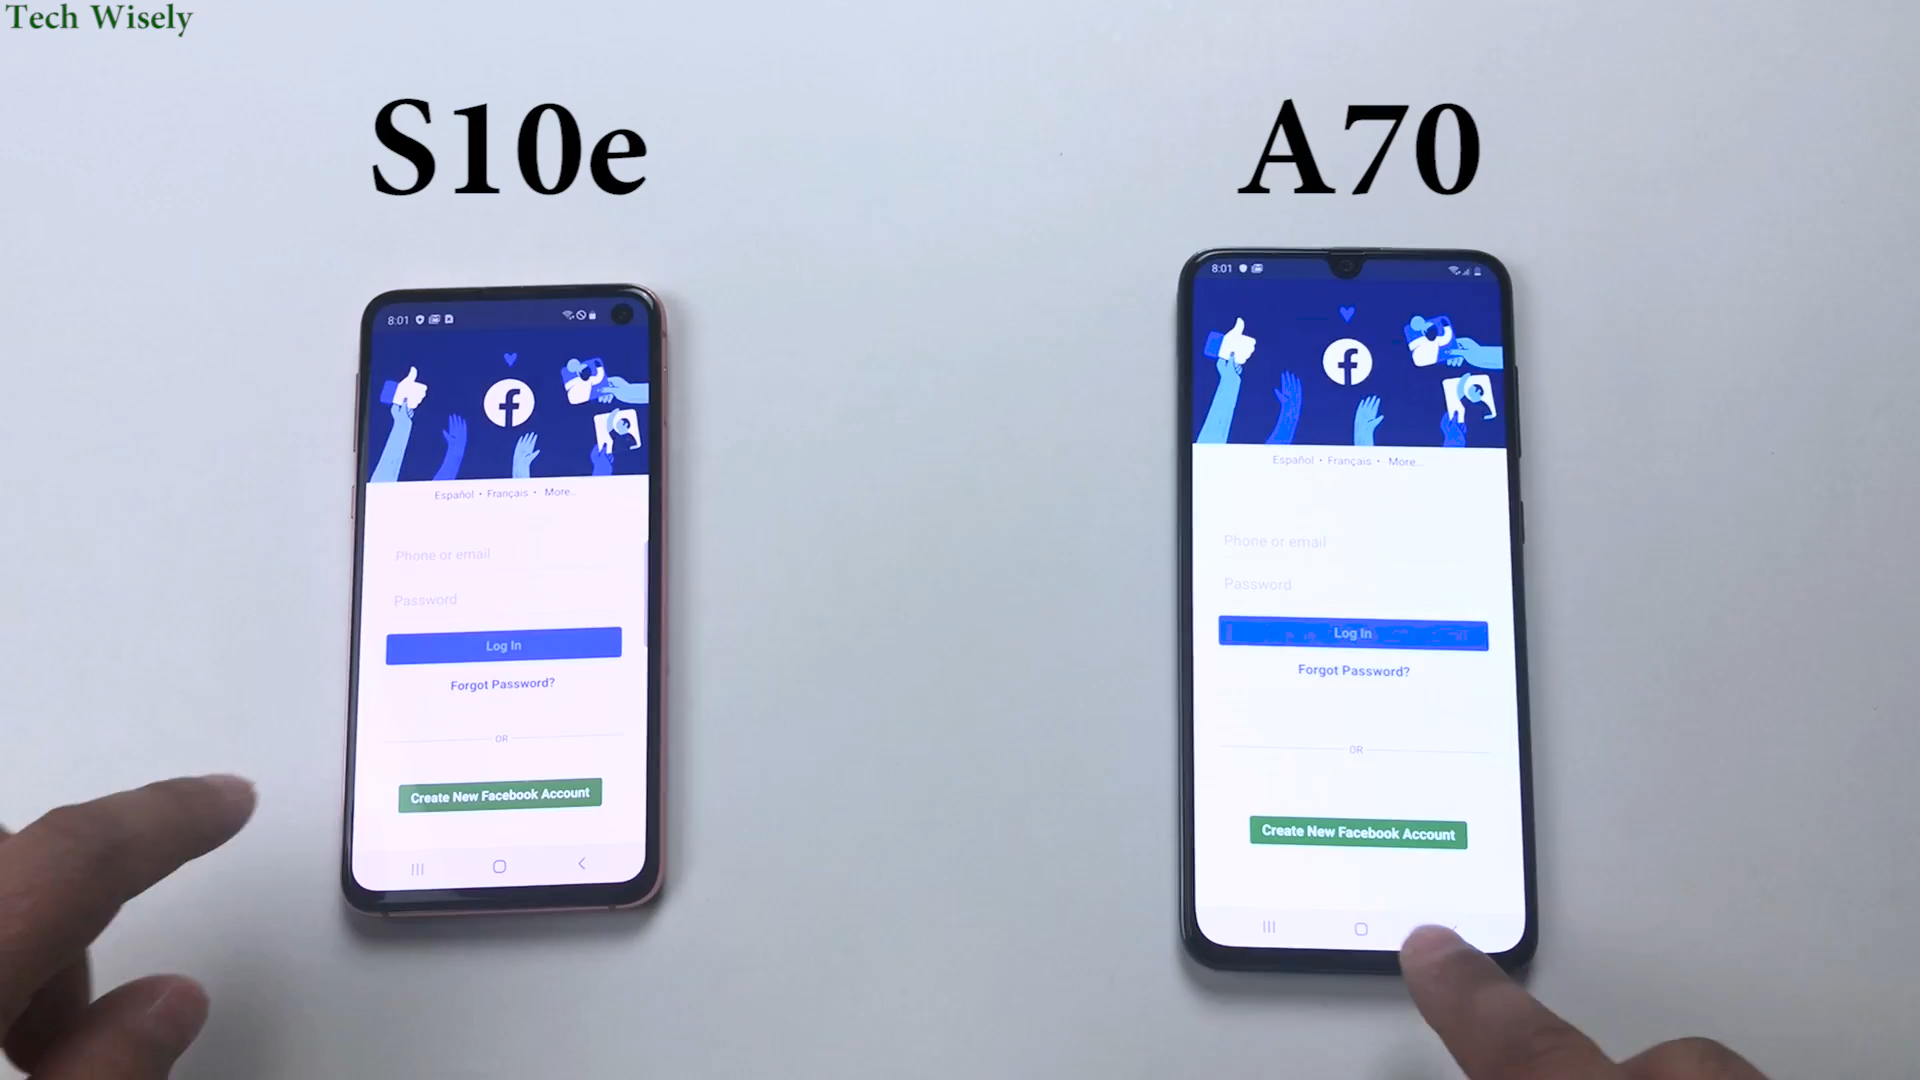 Tech Wisely
S10e
A70
8:01
Español • Français • More...
Phone or email
Password
Log In
Forgot Password?
OR
Create New Facebook Account
8:01
Español • Français • More...
Phone or email
Password
Log In
Forgot Password?
OR
Create New Facebook Account